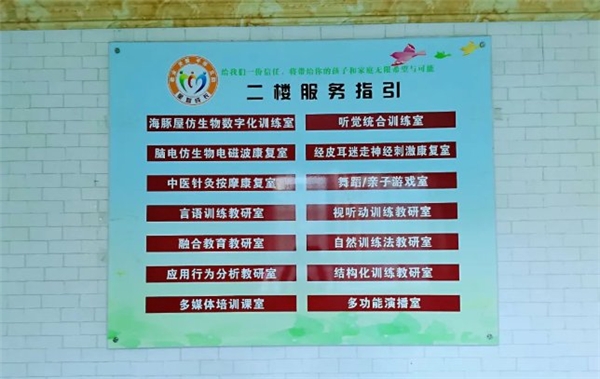 给我们一份信任，将带给你的孩子和家庭无限希望与可能
二楼服务指引
海豚屋仿生物数字化训练室
听觉统合训练室
脑电仿生物电磁波康复室
经皮耳迷走神经刺激康复室
中医针灸按摩康复室
舞蹈/亲子游戏室
言语训练教研室
视听动训练教研室
融合教育教研室
自然训练法教研室
应用行为分析教研室
结构化训练教研室
多媒体培训课室
多功能演播室